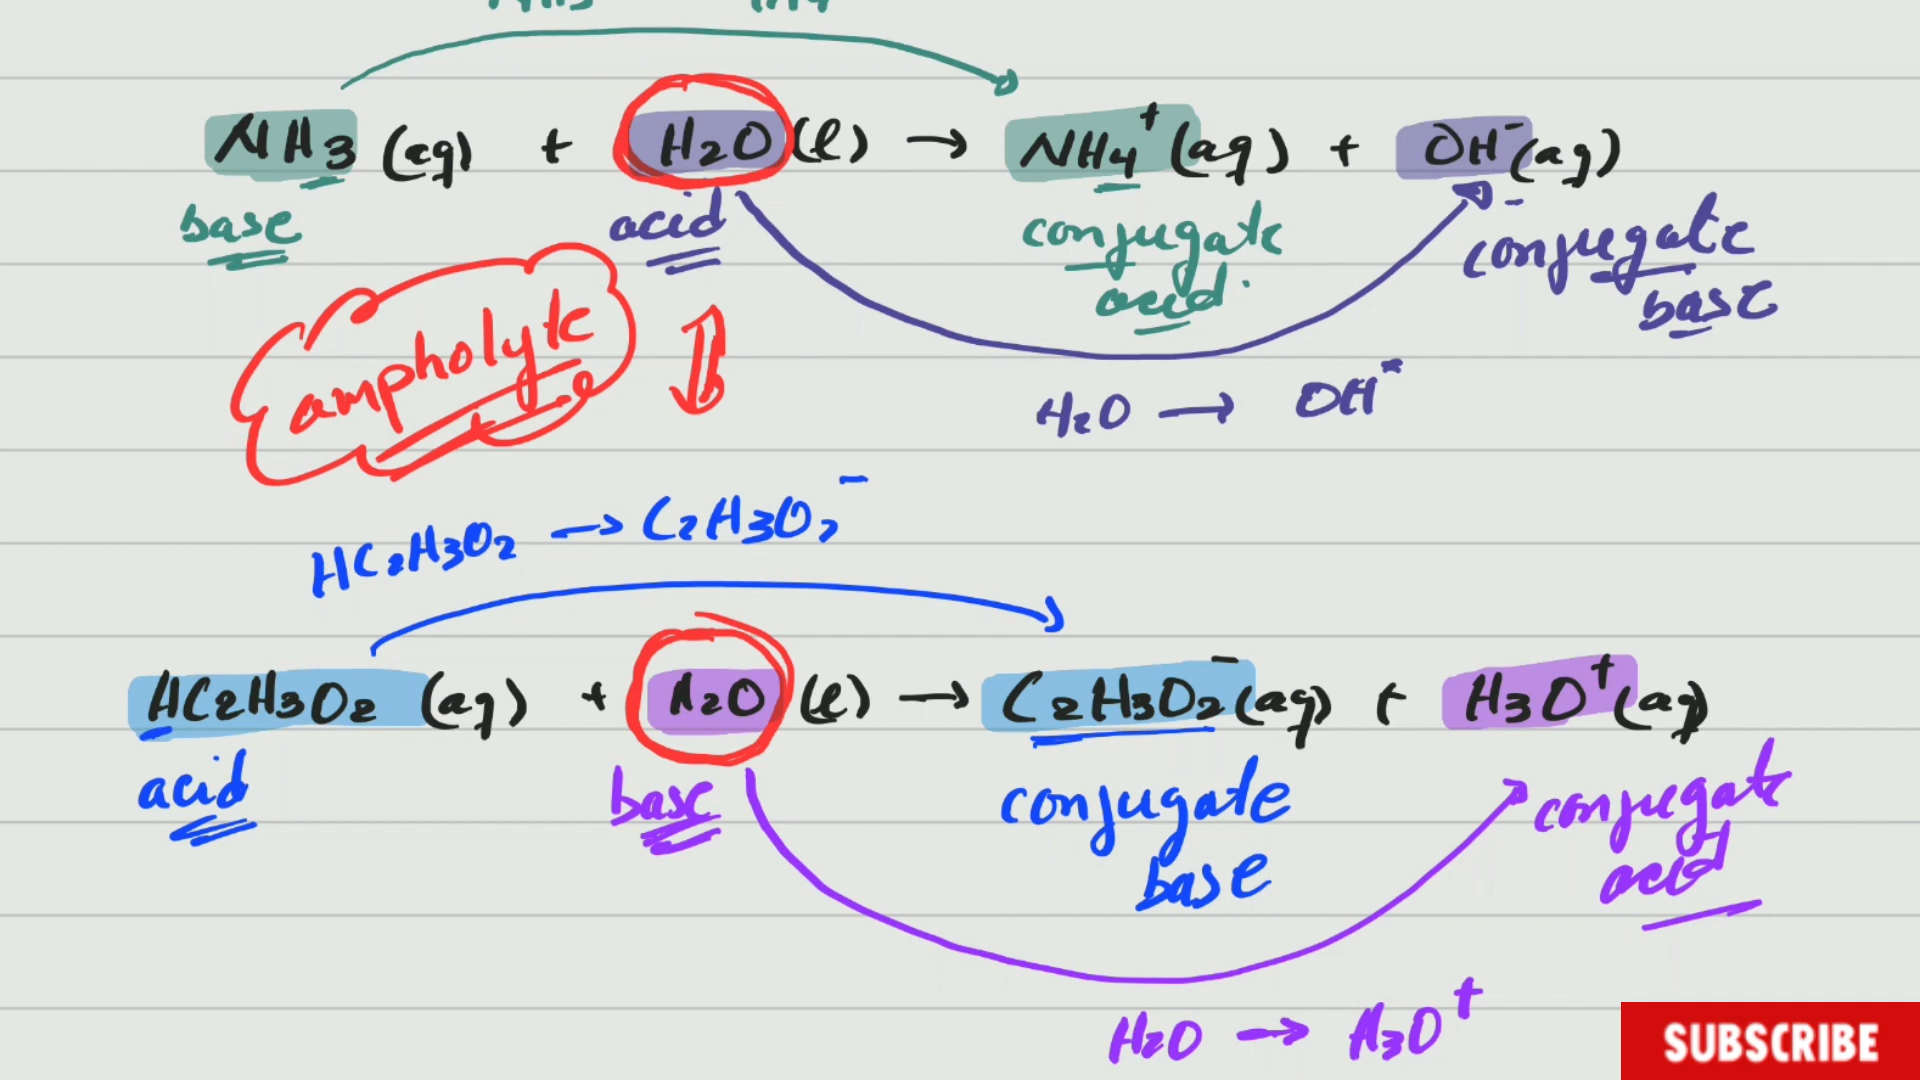 NH3 (aq) + H2O (l) → NH4⁺ (aq) + OH⁻ (aq)
base acid conjugate acid. conjugate base
ampholyte
H2O → OH⁻
HC2H3O2 → C2H3O2⁻
HC2H3O2 (aq) + H2O (l) → C2H3O2⁻ (aq) + H3O⁺ (aq)
acid base conjugate base conjugate acid
H2O → H3O⁺
SUBSCRIBE